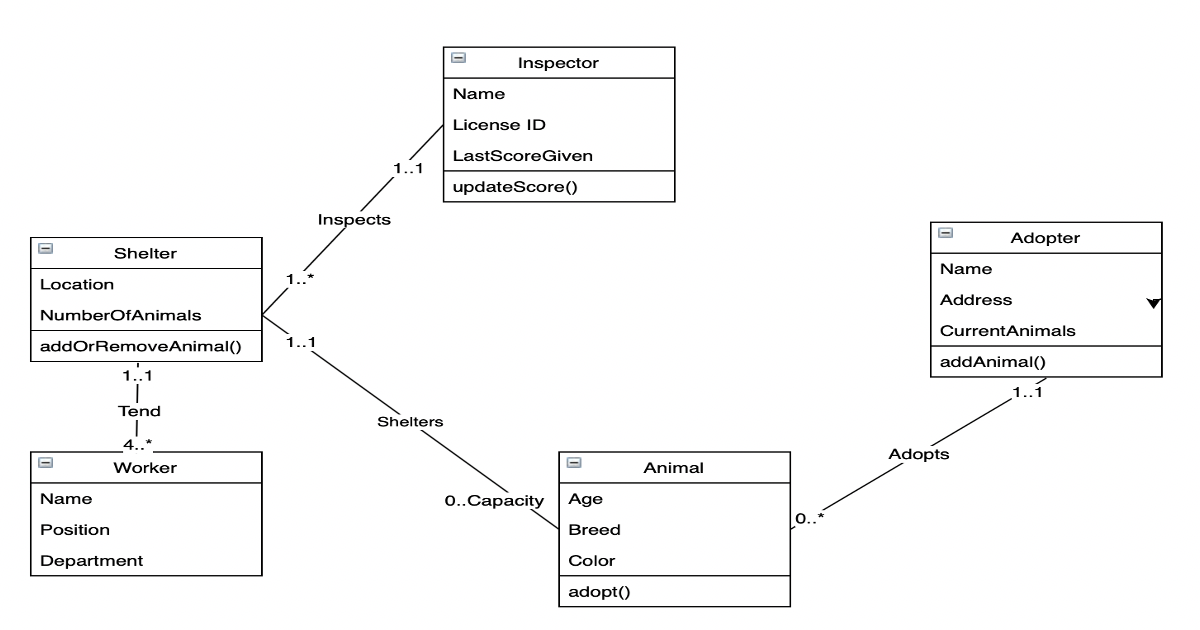 Inspector
Name
License ID
LastScoreGiven
updateScore()
1..1
Inspects
1..*
Shelter
Location
NumberOfAnimals
addOrRemoveAnimal()
1..1
Tend
4..*
Worker
Name
Position
Department
1..1
Shelters
0..Capacity
Animal
Age
Breed
Color
adopt()
Adopter
Name
Address
CurrentAnimals
addAnimal()
1..1
Adopts
0..*